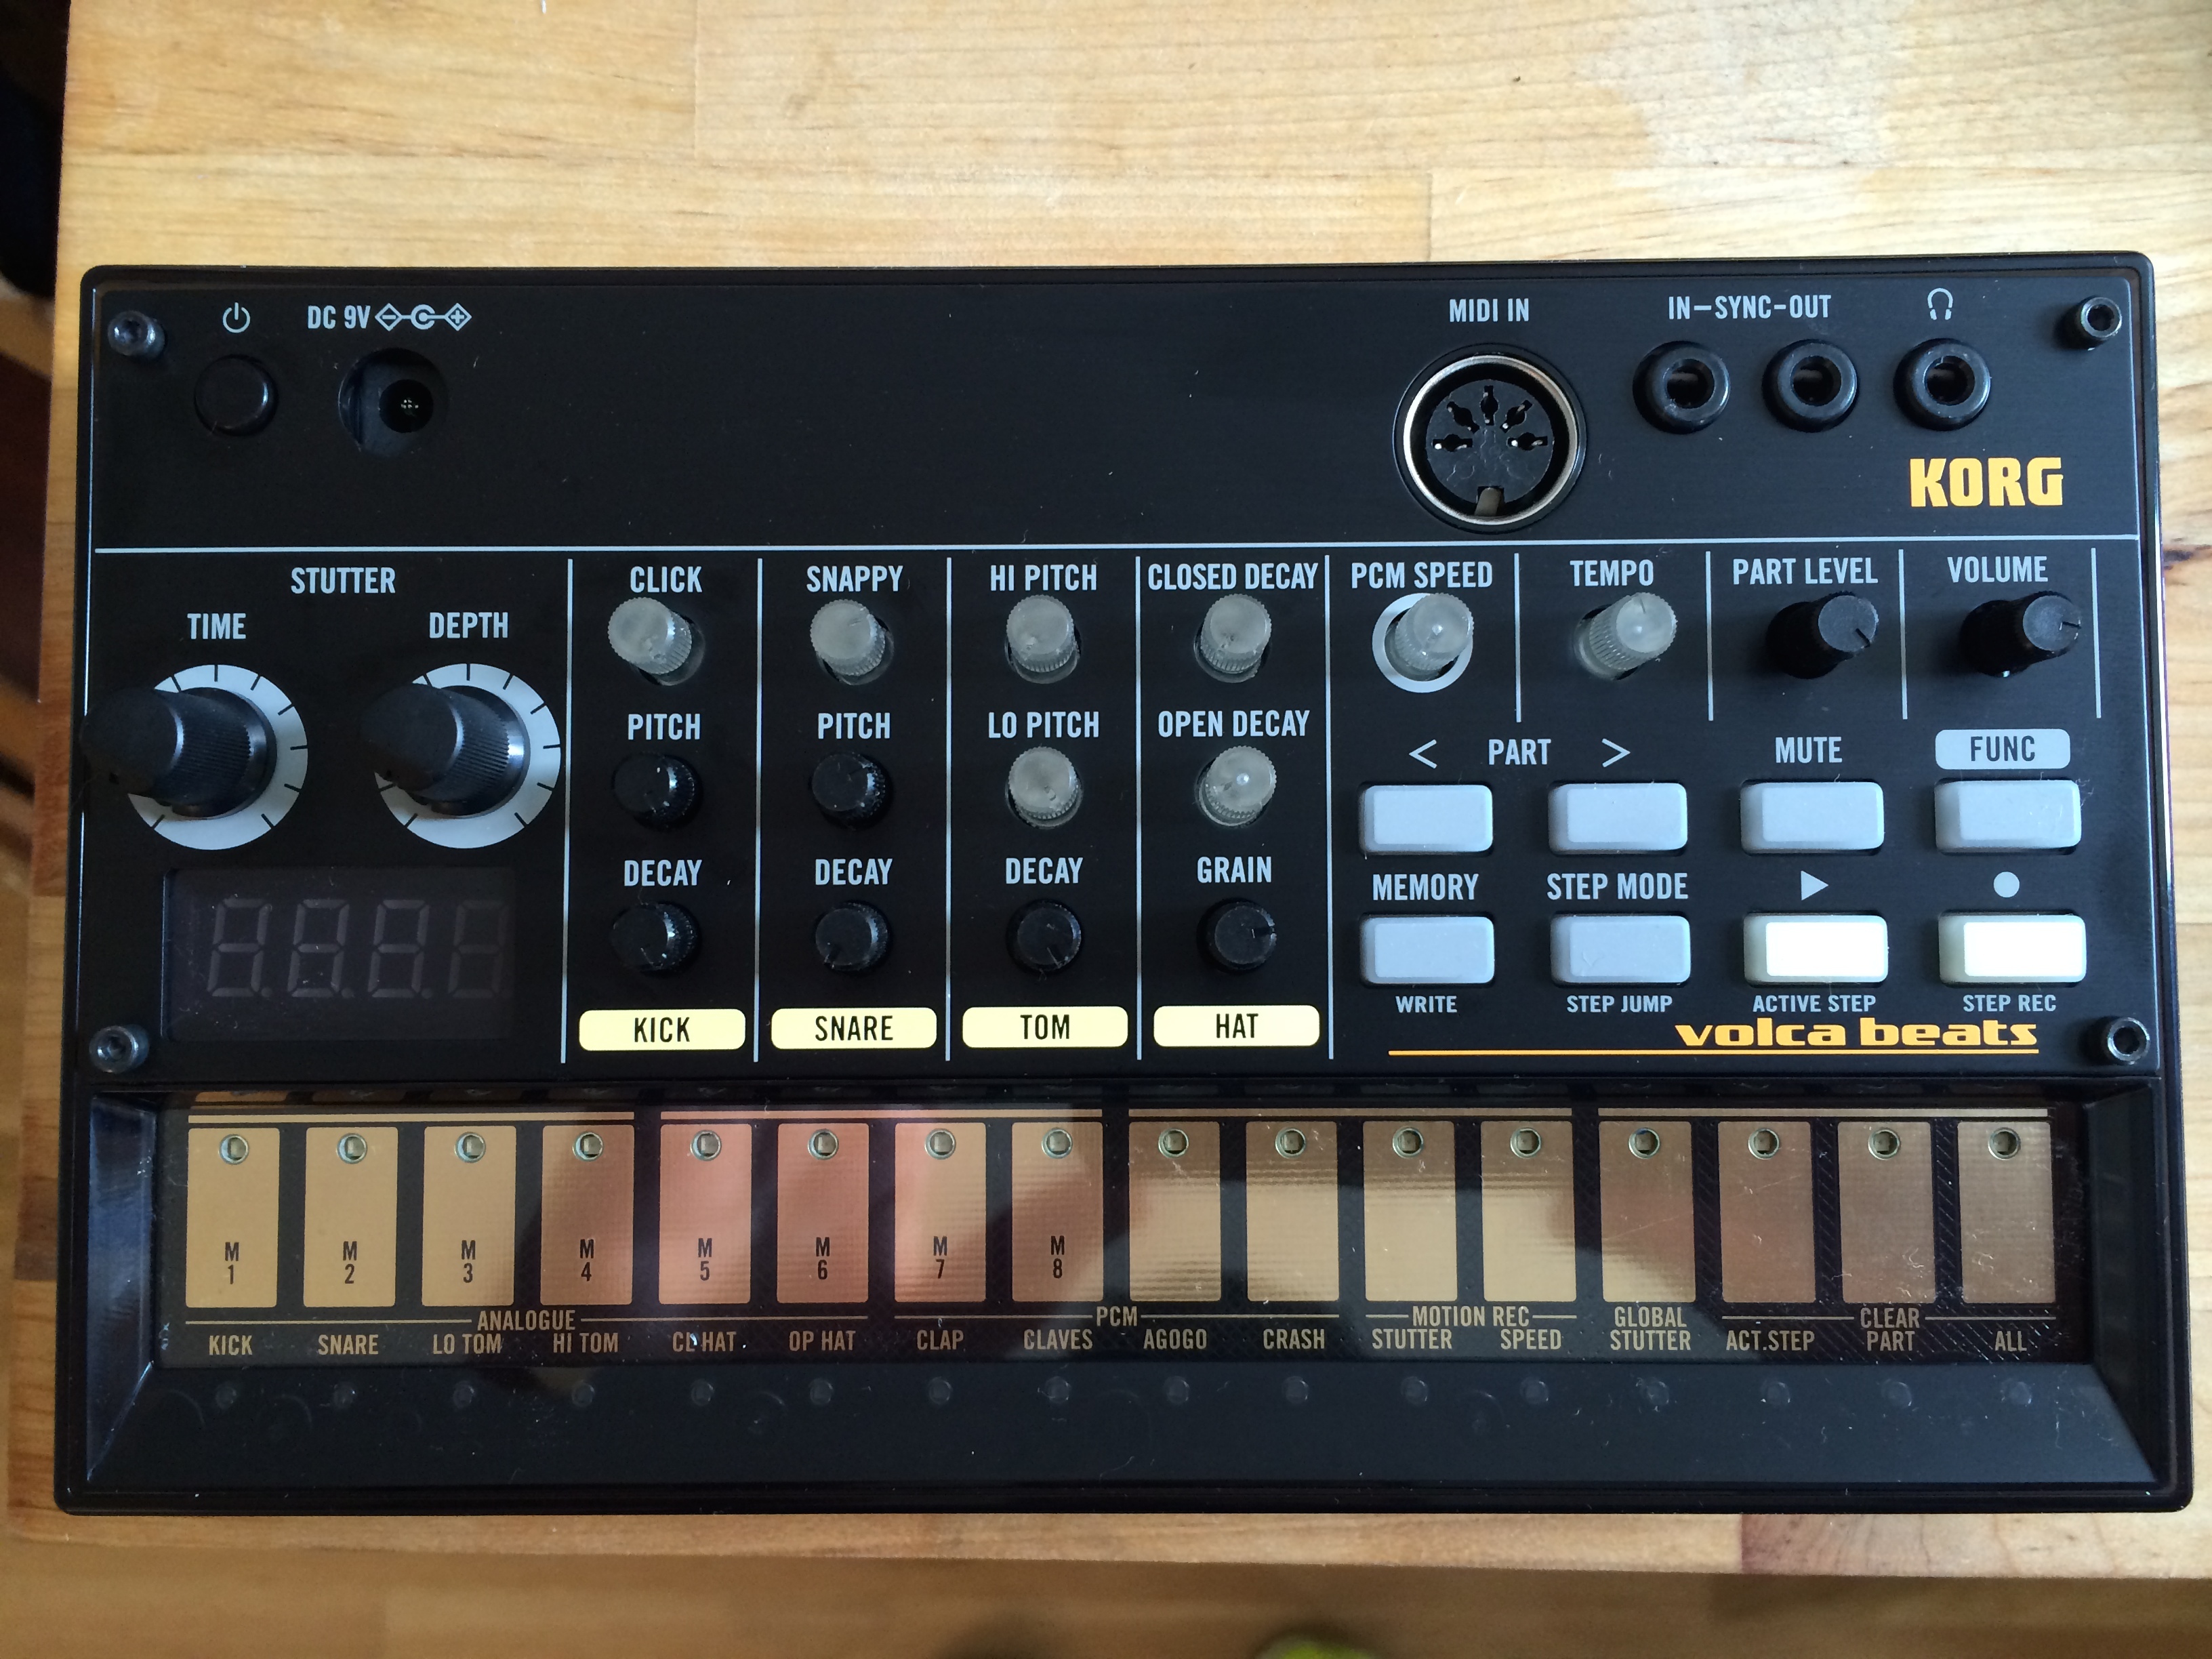 DC 9V
MIDI IN
IN-SYNC-OUT
KORG
STUTTER
TIME
DEPTH
CLICK
PITCH
DECAY
KICK
SNAPPY
PITCH
DECAY
SNARE
HI PITCH
LO PITCH
DECAY
TOM
CLOSED DECAY
OPEN DECAY
GRAIN
HAT
PCM SPEED
TEMPO
PART LEVEL
VOLUME
< PART >
MUTE
FUNC
MEMORY
STEP MODE
WRITE
STEP JUMP
ACTIVE STEP
STEP REC
volca beats
M 1
M 2
M 3
M 4
M 5
M 6
M 7
M 8
ANALOGUE
KICK SNARE LO TOM HI TOM CL HAT OP HAT
PCM
CLAP CLAVES AGOGO CRASH
MOTION REC
STUTTER SPEED
GLOBAL
STUTTER
CLEAR
ACT.STEP PART ALL